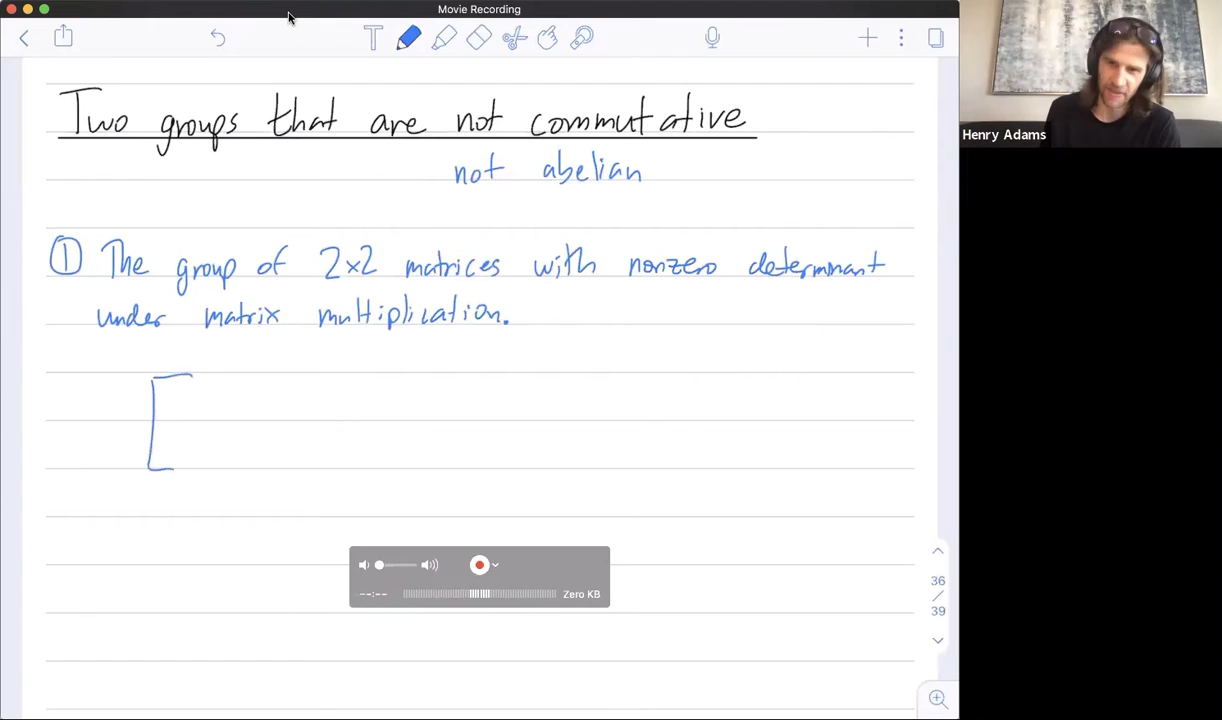 Movie Recording
Two groups that are not commutative
not abelian
① The group of 2×2 matrices with nonzero determinant
under matrix multiplication.
Henry Adams
--:--
Zero KB
36
/
39